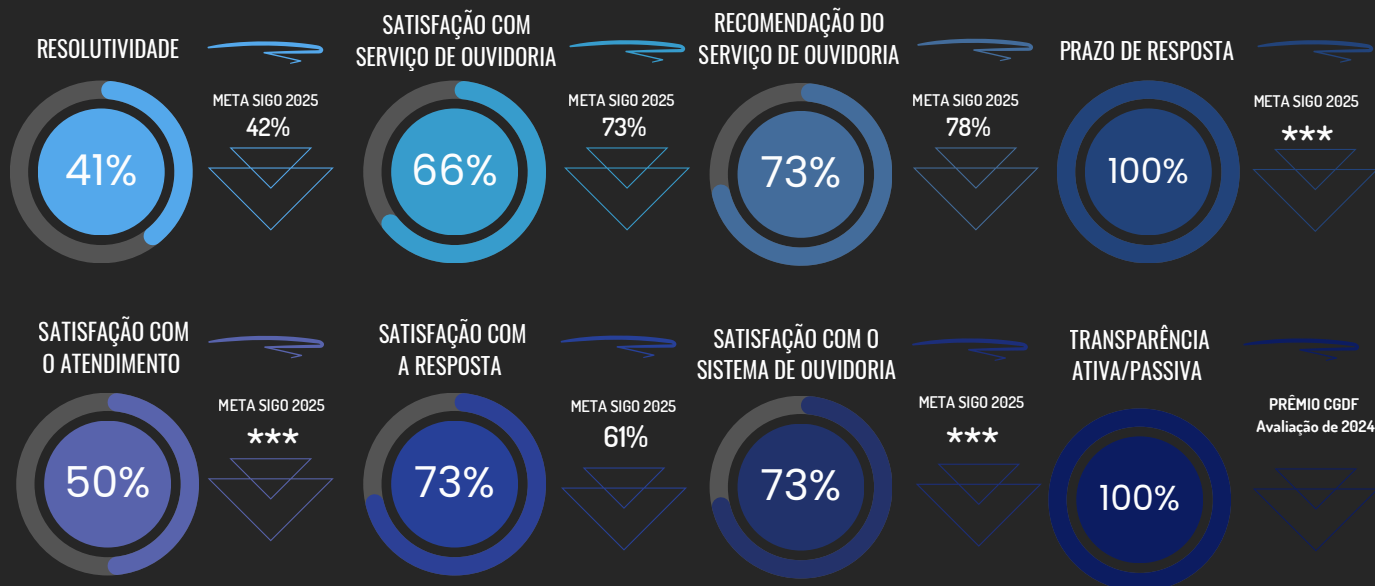 RESOLUTIVIDADE
META SIGO 2025
42%
41%
SATISFAÇÃO COM
SERVIÇO DE OUVIDORIA
META SIGO 2025
73%
66%
RECOMENDAÇÃO DO
SERVIÇO DE OUVIDORIA
META SIGO 2025
78%
73%
PRAZO DE RESPOSTA
META SIGO 2025
***
100%
SATISFAÇÃO COM
O ATENDIMENTO
META SIGO 2025
***
50%
SATISFAÇÃO COM
A RESPOSTA
META SIGO 2025
61%
73%
SATISFAÇÃO COM O
SISTEMA DE OUVIDORIA
META SIGO 2025
***
73%
TRANSPARÊNCIA
ATIVA/PASSIVA
PRÊMIO CGDF
Avaliação de 2024
100%